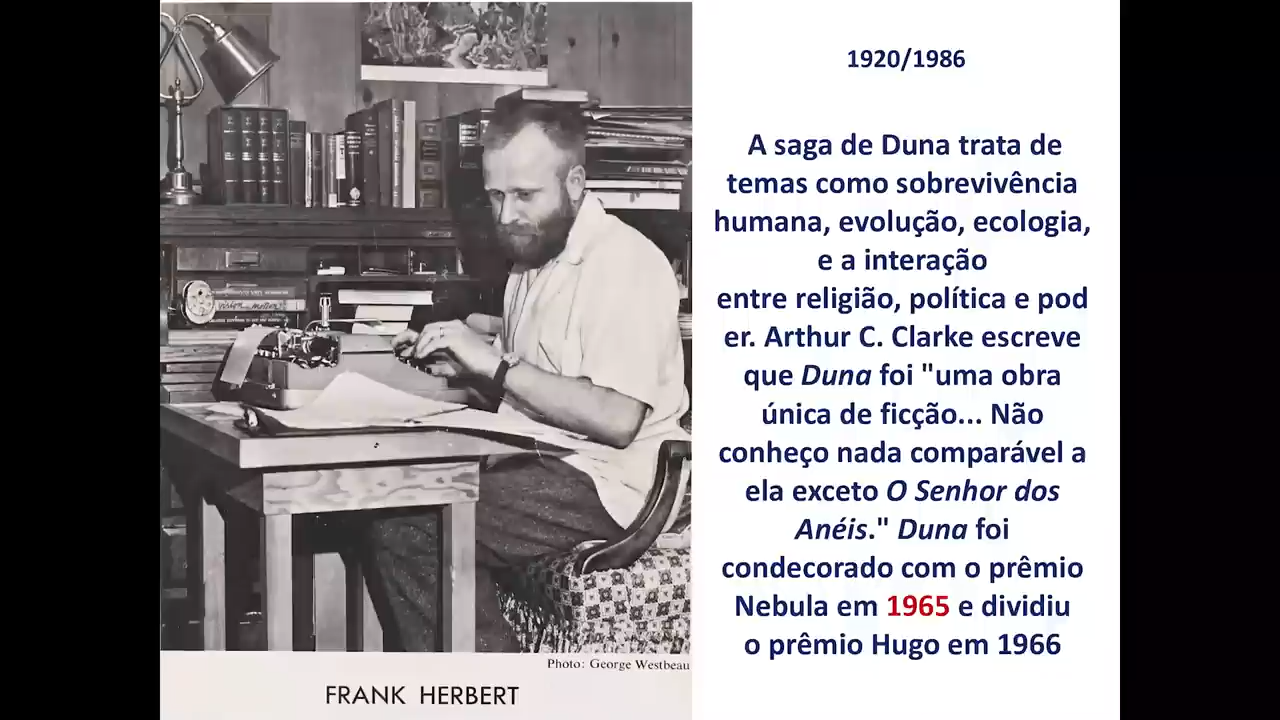 vision in motion
Photo: George Westbeau
FRANK HERBERT
1920/1986
A saga de Duna trata de
temas como sobrevivência
humana, evolução, ecologia,
e a interação
entre religião, política e pod
er. Arthur C. Clarke escreve
que Duna foi "uma obra
única de ficção... Não
conheço nada comparável a
ela exceto O Senhor dos
Anéis." Duna foi
condecorado com o prêmio
Nebula em 1965 e dividiu
o prêmio Hugo em 1966